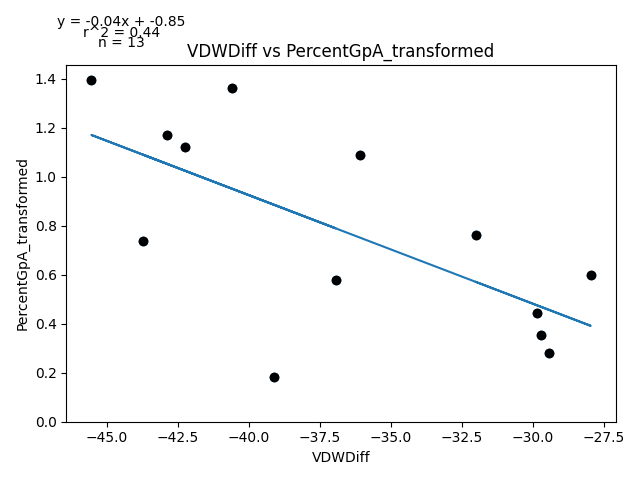 y = -0.04x + -0.85
r^2 = 0.44
n = 13
VDWDiff vs PercentGpA_transformed
PercentGpA_transformed
1.4
1.2
1.0
0.8
0.6
0.4
0.2
0.0
−45.0 −42.5 −40.0 −37.5 −35.0 −32.5 −30.0 −27.5
VDWDiff